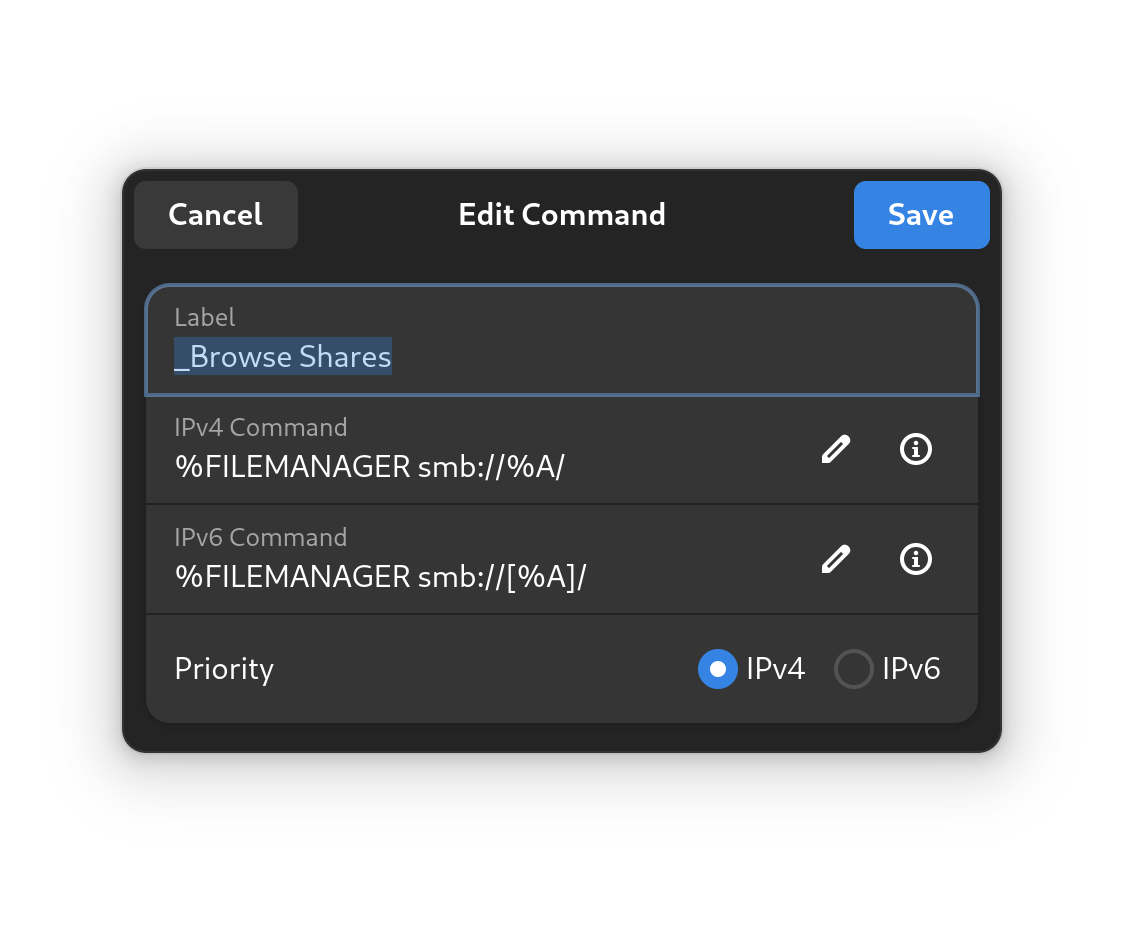 Cancel Edit Command Save
Label
_Browse Shares
IPv4 Command
%FILEMANAGER smb://%A/
IPv6 Command
%FILEMANAGER smb://[%A]/
Priority IPv4 IPv6